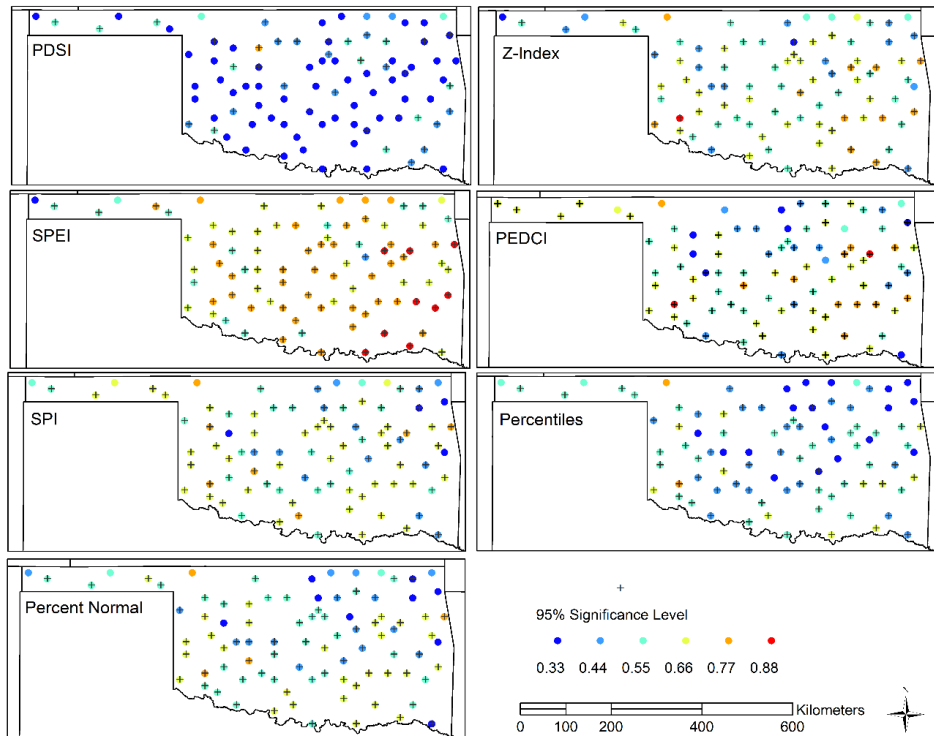 PDSI
Z-Index
SPEI
PEDCI
SPI
Percentiles
Percent Normal
95% Significance Level
0.33 0.44 0.55 0.66 0.77 0.88
Kilometers
0 100 200 400 600